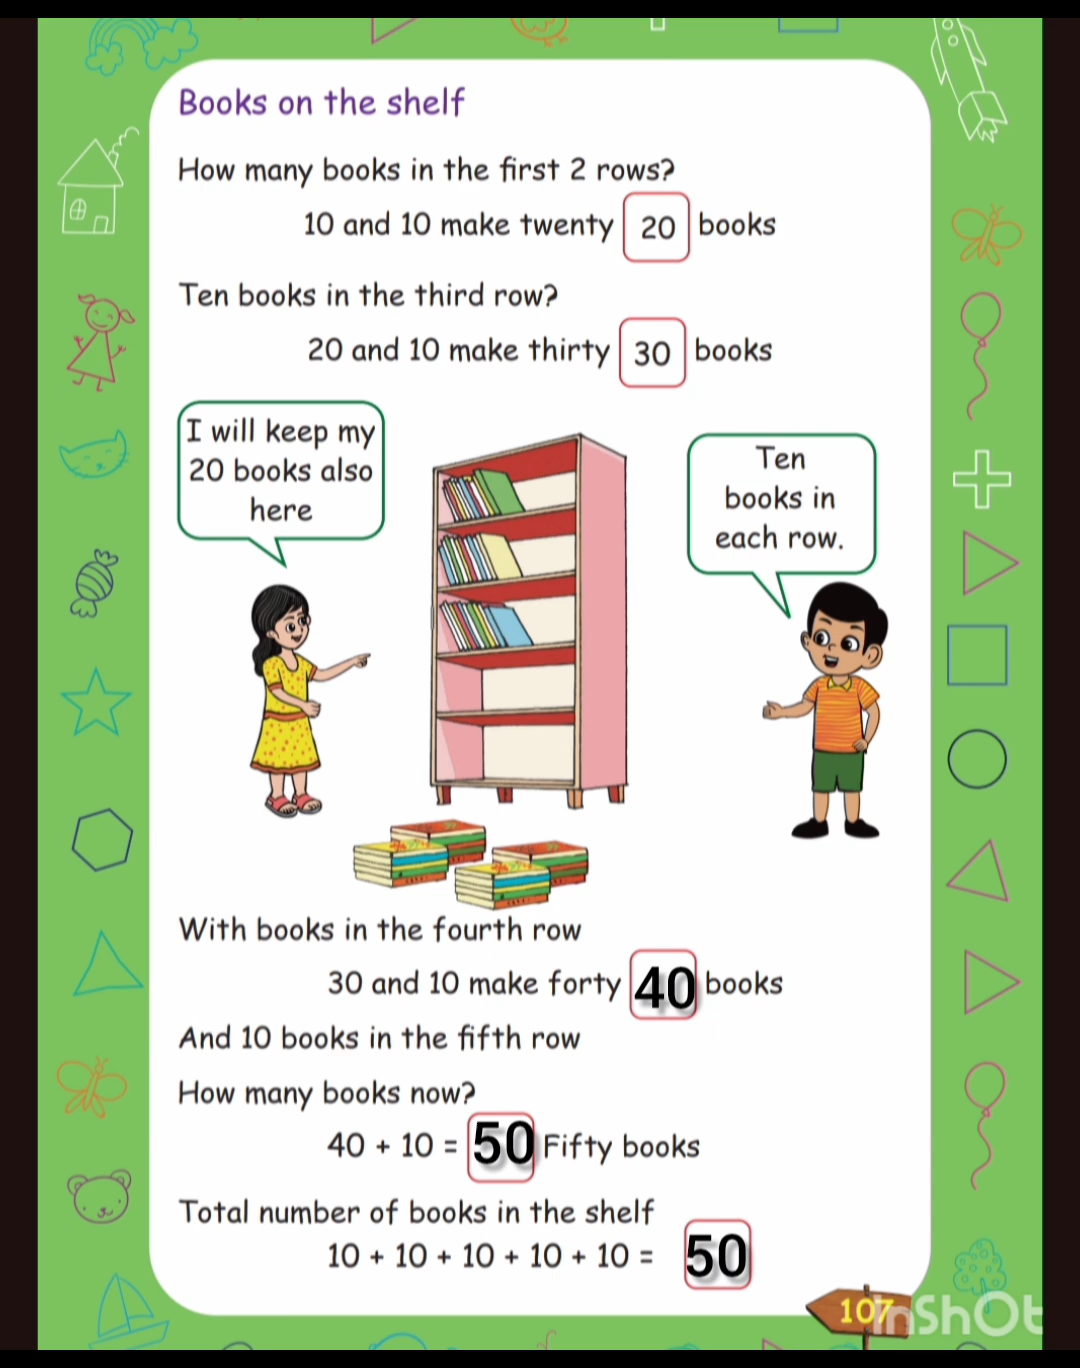 Books on the shelf
How many books in the first 2 rows?
10 and 10 make twenty 20 books
Ten books in the third row?
20 and 10 make thirty 30 books
I will keep my
20 books also
here
Ten
books in
each row.
With books in the fourth row
30 and 10 make forty 40 books
And 10 books in the fifth row
How many books now?
40 + 10 = 50 Fifty books
Total number of books in the shelf
10 + 10 + 10 + 10 + 10 = 50
107
InShOt